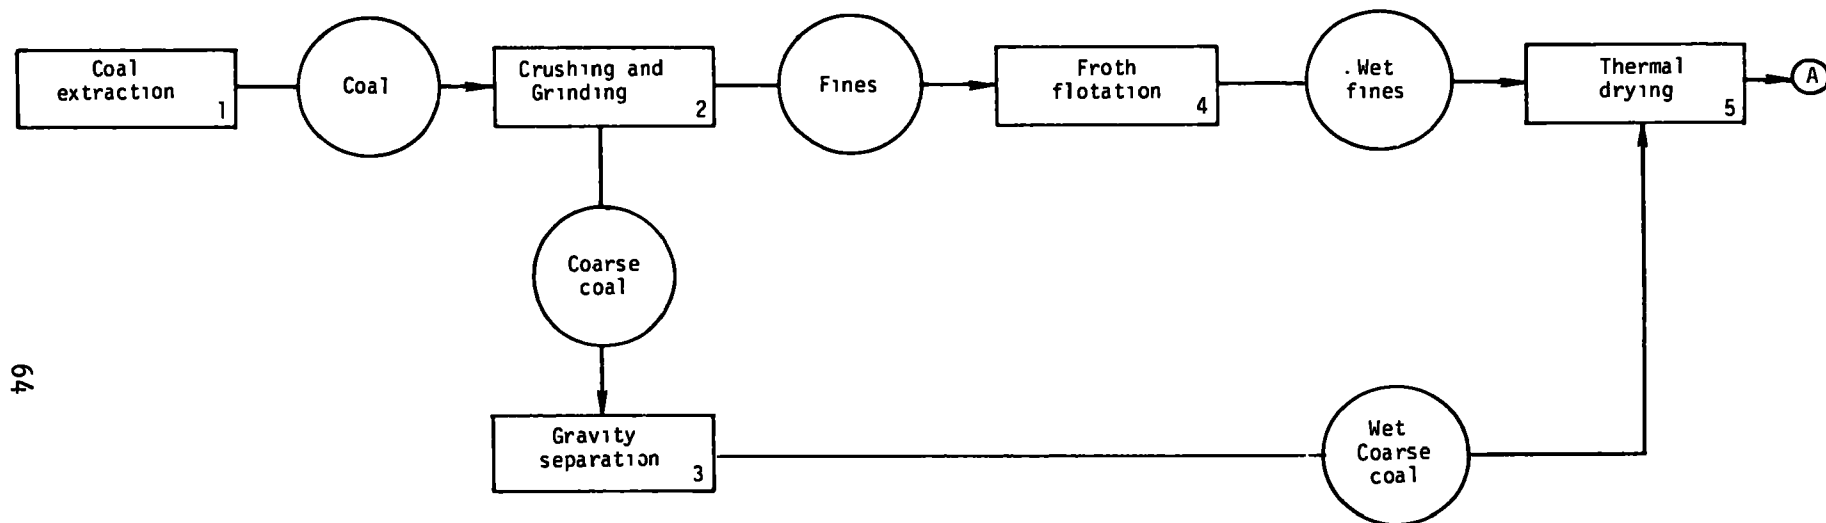 Coal
extraction
1
Coal
Crushing and
Grinding
2
Fines
Froth
flotation
4
.Wet
fines
Thermal
drying
5
A
Coarse
coal
Gravity
separation
3
Wet
Coarse
coal
64